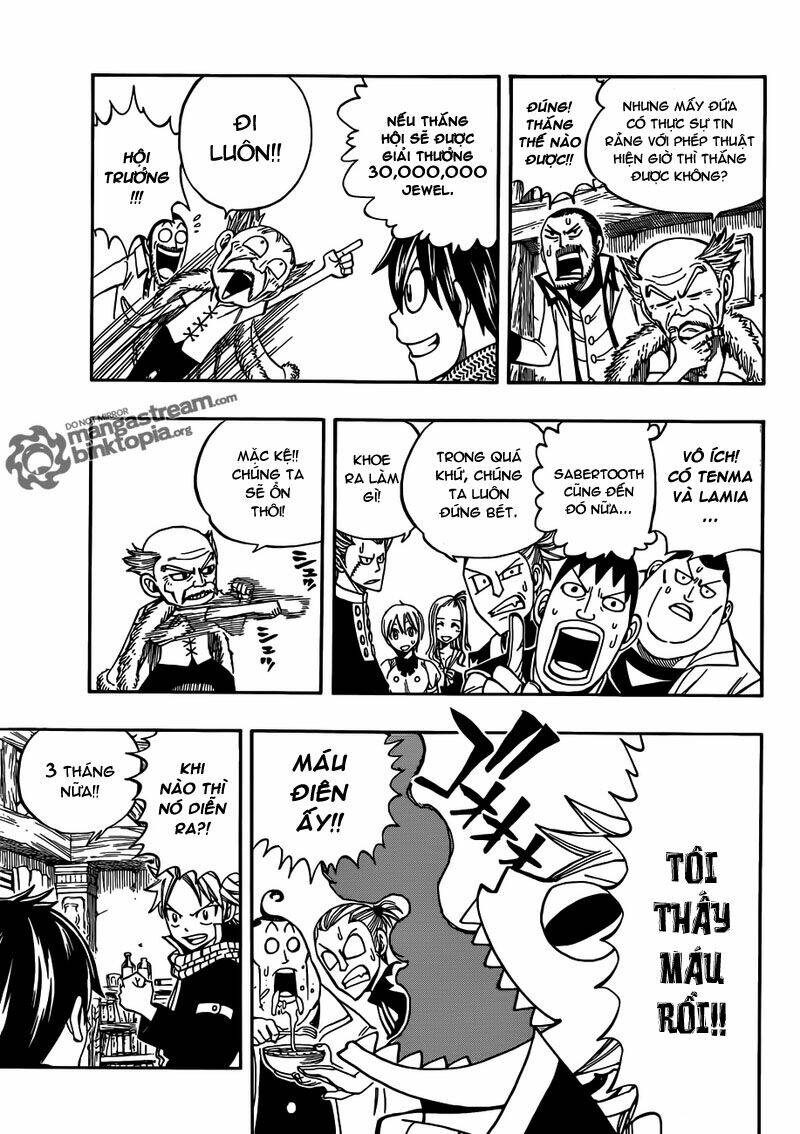 NHƯNG MẤY ĐỨA
CÓ THỰC SỰ TIN
RẰNG VỚI PHÉP THUẬT
HIỆN GIỜ THÌ THẮNG
ĐƯỢC KHÔNG?
ĐÚNG!
THẮNG
THẾ NÀO
ĐƯỢC!!
NẾU THẮNG
HỘI SẼ ĐƯỢC
GIẢI THƯỞNG
30,000,000
JEWEL.
ĐI
LUÔN!!
HỘI
TRƯỞNG
!!!
VÔ ÍCH!
CÓ TENMA
VÀ LAMIA
...
SABERTOOTH
CŨNG ĐẾN
ĐÓ NỮA...
TRONG QUÁ
KHỨ, CHÚNG
TA LUÔN
ĐỨNG BÉT.
KHOE
RA LÀM
GÌ!
MẶC KỆ!!
CHÚNG TA
SẼ ỔN
THÔI!
DO NOT MIRROR
mangastream.com
binktopia.org
TÔI
THẤY
MÁU
RỒI!!
ゴォォォ!!
MÁU
ĐIÊN
ẤY!!
KHI
NÀO THÌ
NÓ DIỄN
RA?!
3 THÁNG
NỮA!!